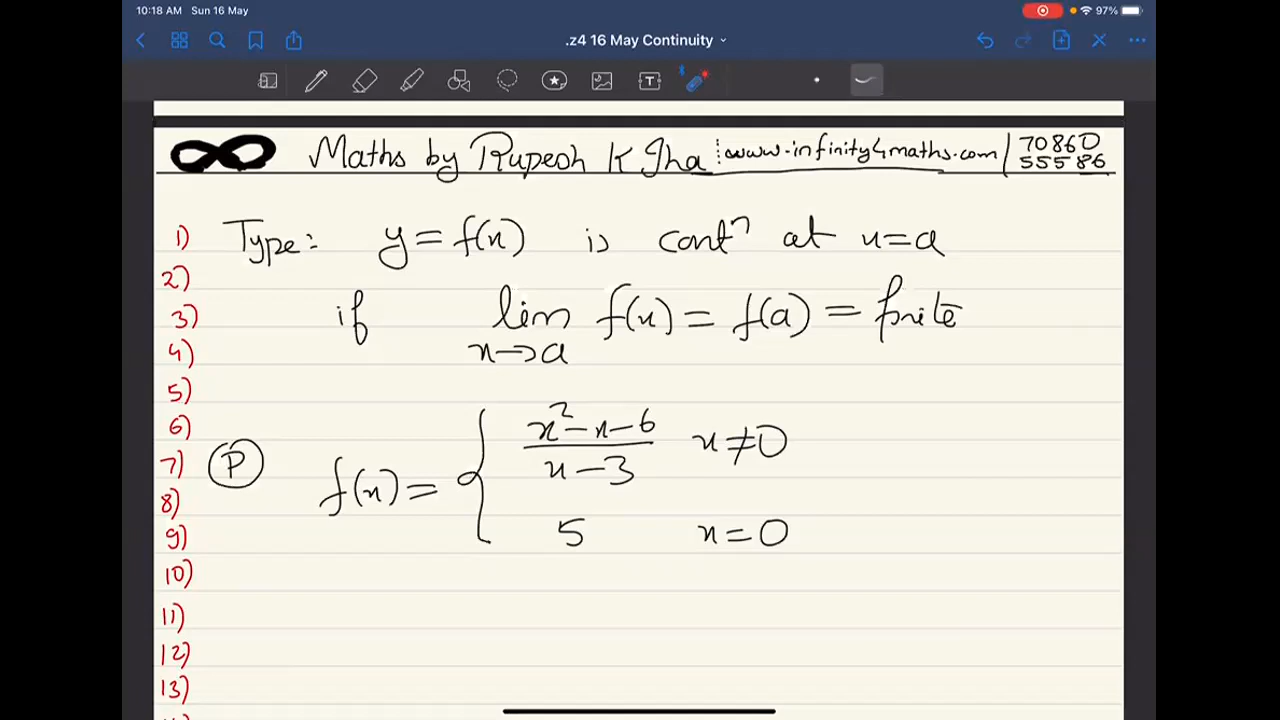 10:18 AM Sun 16 May 97%
.z4 16 May Continuity
Maths by Rupesh K Jha www.infinity4maths.com 70860
55586
1) Type: y = f(x) is contⁿ at x = a
2)
3) if lim f(x) = f(a) = finite
4) x→a
5)
6) x² - x - 6 x ≠ 0
7) P x - 3
8) f(x) = {
9) 5 x = 0
10)
11)
12)
13)